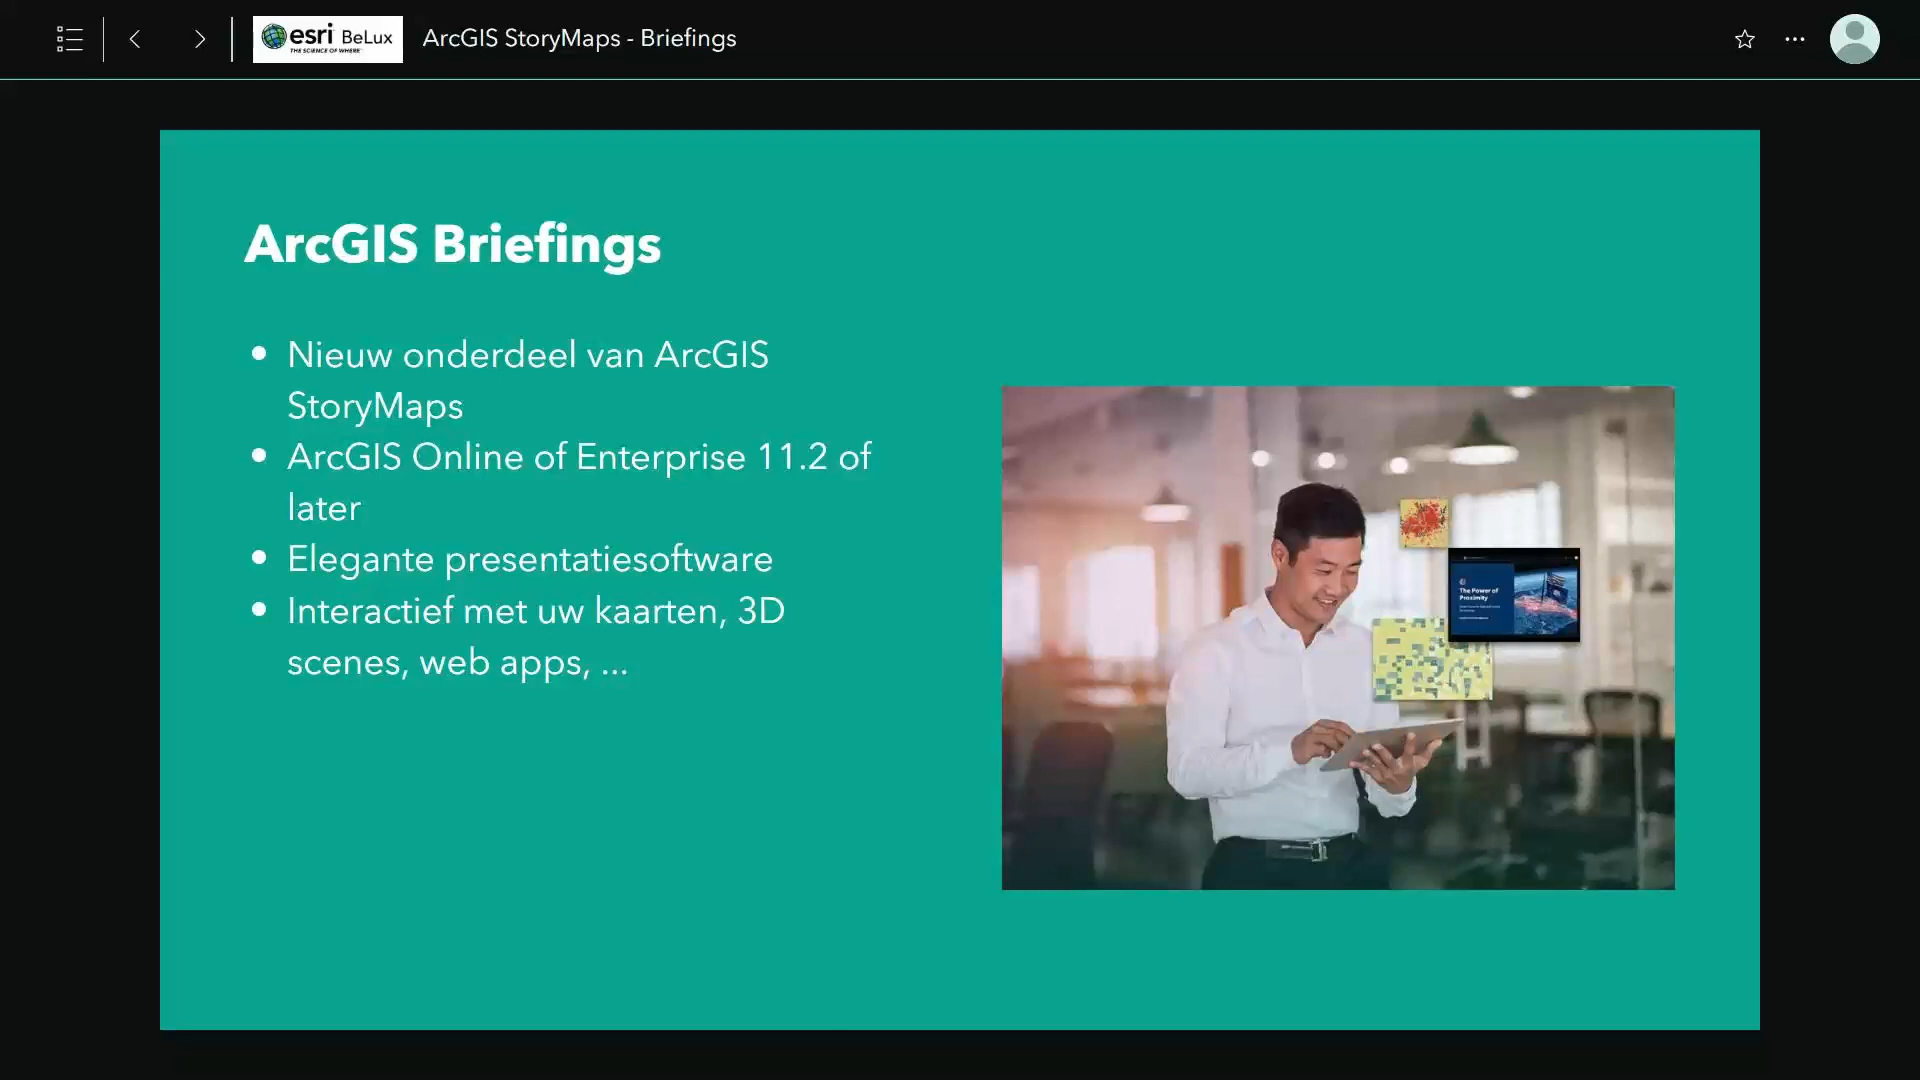 esri BeLux
THE SCIENCE OF WHERE
ArcGIS StoryMaps - Briefings
ArcGIS Briefings
• Nieuw onderdeel van ArcGIS
StoryMaps
• ArcGIS Online of Enterprise 11.2 of
later
• Elegante presentatiesoftware
• Interactief met uw kaarten, 3D
scenes, web apps, ...
The Power of
Proximity